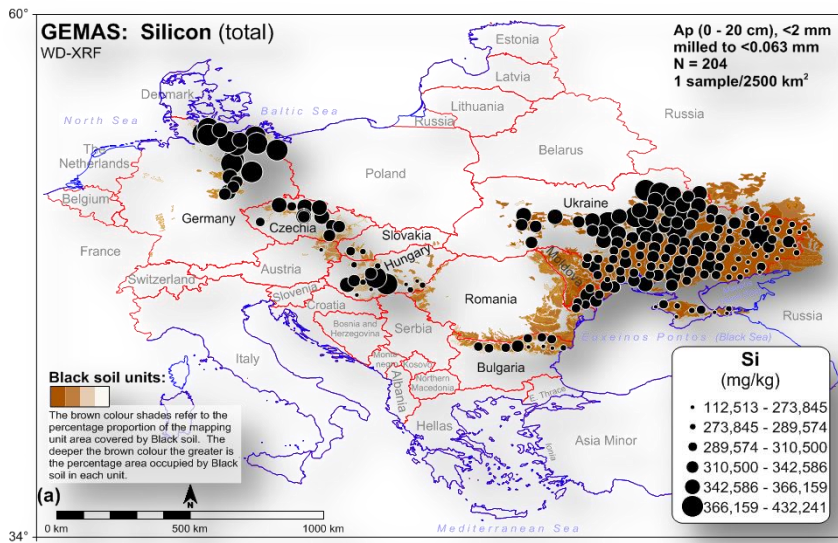 60°
GEMAS: Silicon (total)
WD-XRF
Ap (0 - 20 cm), <2 mm
milled to <0.063 mm
N = 204
1 sample/2500 km²
Estonia
Latvia
Denmark
Baltic Sea
Lithuania
Russia
North Sea
Russia
The
Netherlands
Belarus
Poland
Belgium
Germany
Ukraine
Czechia
Slovakia
France
Hungary
Moldova
Austria
Switzerland
Slovenia
Romania
Croatia
Bosnia and
Herzegovina
Serbia
Russia
Euxeinos Pontos (Black Sea)
Italy
Monte
negro
Kosovo
Bulgaria
Northern
Macedonia
Albania
E. Thrace
Hellas
Ionia
Asia Minor
Mediterranean Sea
Black soil units:
The brown colour shades refer to the
percentage proportion of the mapping
unit area covered by Black soil. The
deeper the brown colour the greater is
the percentage area occupied by Black
soil in each unit.
Si
(mg/kg)
112,513 - 273,845
273,845 - 289,574
289,574 - 310,500
310,500 - 342,586
342,586 - 366,159
366,159 - 432,241
(a)
N
0 km
500 km
1000 km
34°